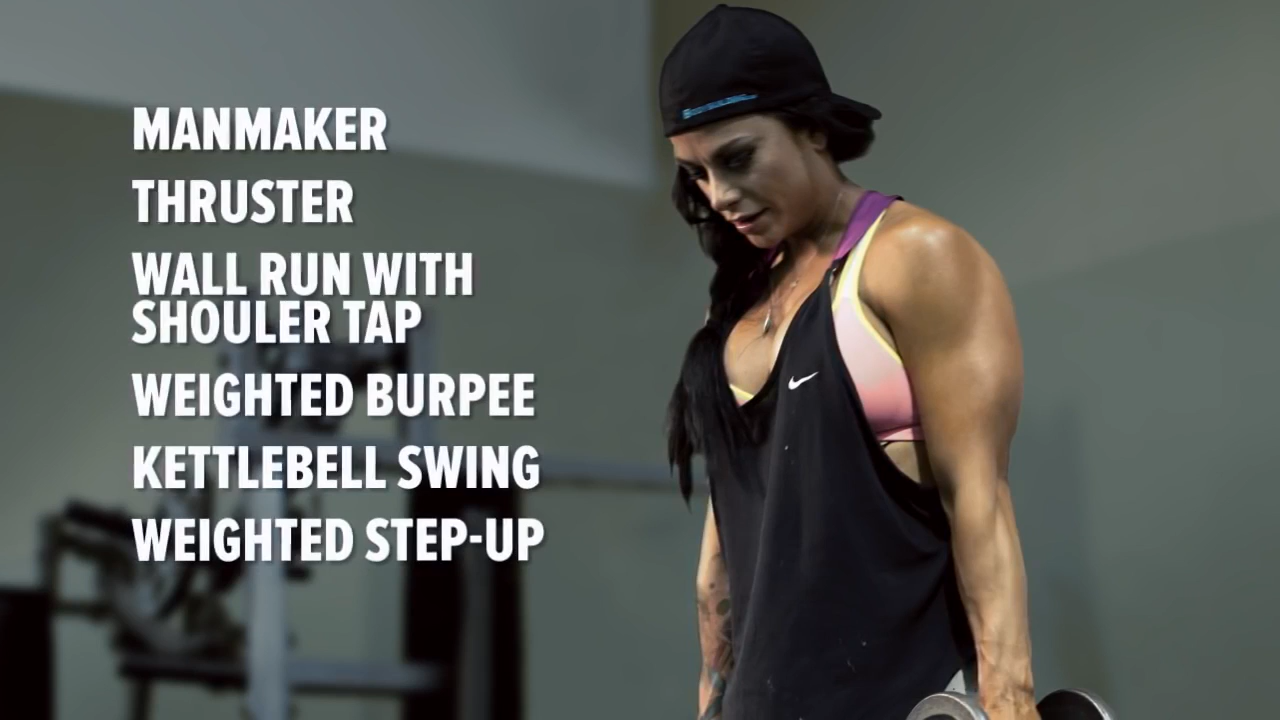 MANMAKER
THRUSTER
WALL RUN WITH
SHOULER TAP
WEIGHTED BURPEE
KETTLEBELL SWING
WEIGHTED STEP-UP